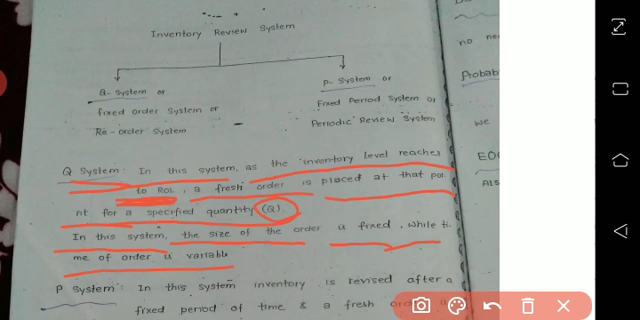 Inventory Review System
Q- System or
fixed order System or
Re-order System
P- System or
Fixed Period System or
Periodic Review System
Q System: In this system, as the inventory level reaches
to ROL, a fresh order is placed at that poi
nt for a specified quantity (Q).
In this system, the size of the order is fixed, while ti
me of order is variable
P System: In this system inventory is revised after a
fixed period of time & a fresh
no
Probab
we
EOQ
Als